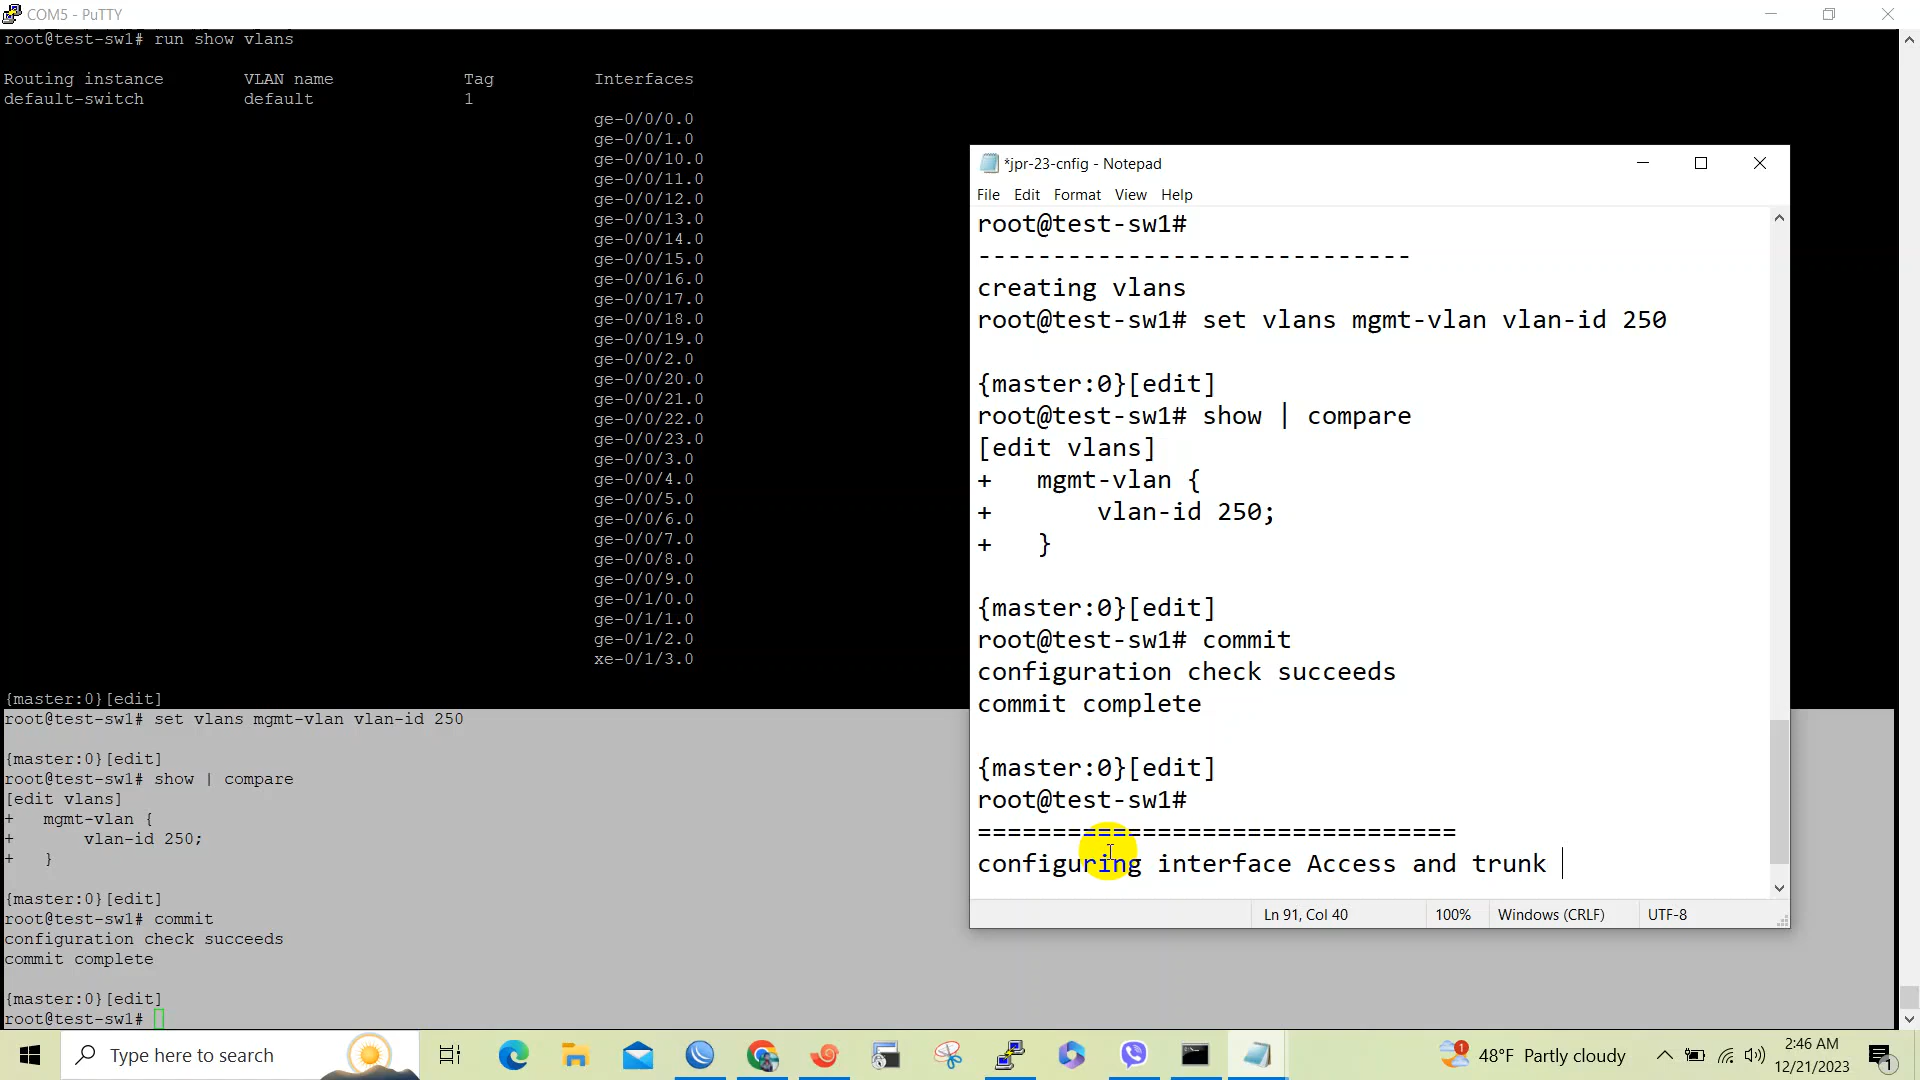 COM5 - PuTTY
root@test-sw1# run show vlans
Routing instance VLAN name Tag Interfaces
default-switch default 1
ge-0/0/0.0
ge-0/0/1.0
ge-0/0/10.0
ge-0/0/11.0
ge-0/0/12.0
ge-0/0/13.0
ge-0/0/14.0
ge-0/0/15.0
ge-0/0/16.0
ge-0/0/17.0
ge-0/0/18.0
ge-0/0/19.0
ge-0/0/2.0
ge-0/0/20.0
ge-0/0/21.0
ge-0/0/22.0
ge-0/0/23.0
ge-0/0/3.0
ge-0/0/4.0
ge-0/0/5.0
ge-0/0/6.0
ge-0/0/7.0
ge-0/0/8.0
ge-0/0/9.0
ge-0/1/0.0
ge-0/1/1.0
ge-0/1/2.0
xe-0/1/3.0
{master:0}[edit]
root@test-sw1# set vlans mgmt-vlan vlan-id 250
{master:0}[edit]
root@test-sw1# show | compare
[edit vlans]
+ mgmt-vlan {
+ vlan-id 250;
+ }
{master:0}[edit]
root@test-sw1# commit
configuration check succeeds
commit complete
{master:0}[edit]
root@test-sw1#
*jpr-23-cnfig - Notepad
File Edit Format View Help
root@test-sw1#
-----------------------------
creating vlans
root@test-sw1# set vlans mgmt-vlan vlan-id 250
{master:0}[edit]
root@test-sw1# show | compare
[edit vlans]
+ mgmt-vlan {
+ vlan-id 250;
+ }
{master:0}[edit]
root@test-sw1# commit
configuration check succeeds
commit complete
{master:0}[edit]
root@test-sw1#
================================
configuring interface Access and trunk
Ln 91, Col 40 100% Windows (CRLF) UTF-8
Type here to search
1
48°F Partly cloudy
2:46 AM
12/21/2023
1